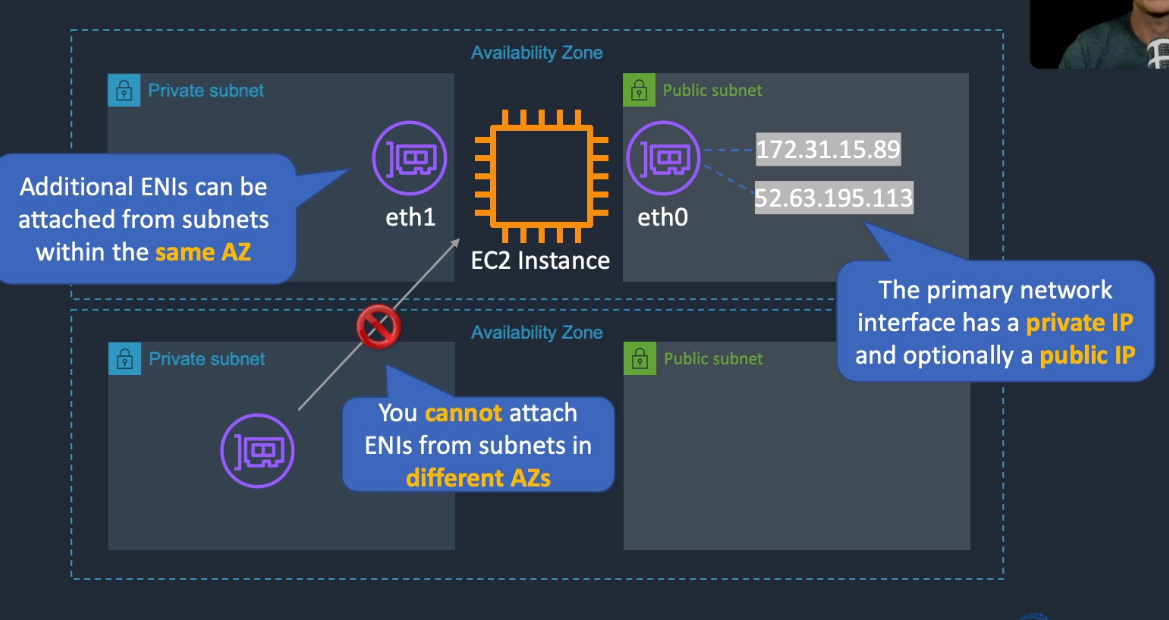 Availability Zone
Private subnet
Public subnet
172.31.15.89
52.63.195.113
Additional ENIs can be
attached from subnets
within the same AZ
eth1
eth0
EC2 Instance
The primary network
interface has a private IP
and optionally a public IP
Availability Zone
Private subnet
Public subnet
You cannot attach
ENIs from subnets in
different AZs